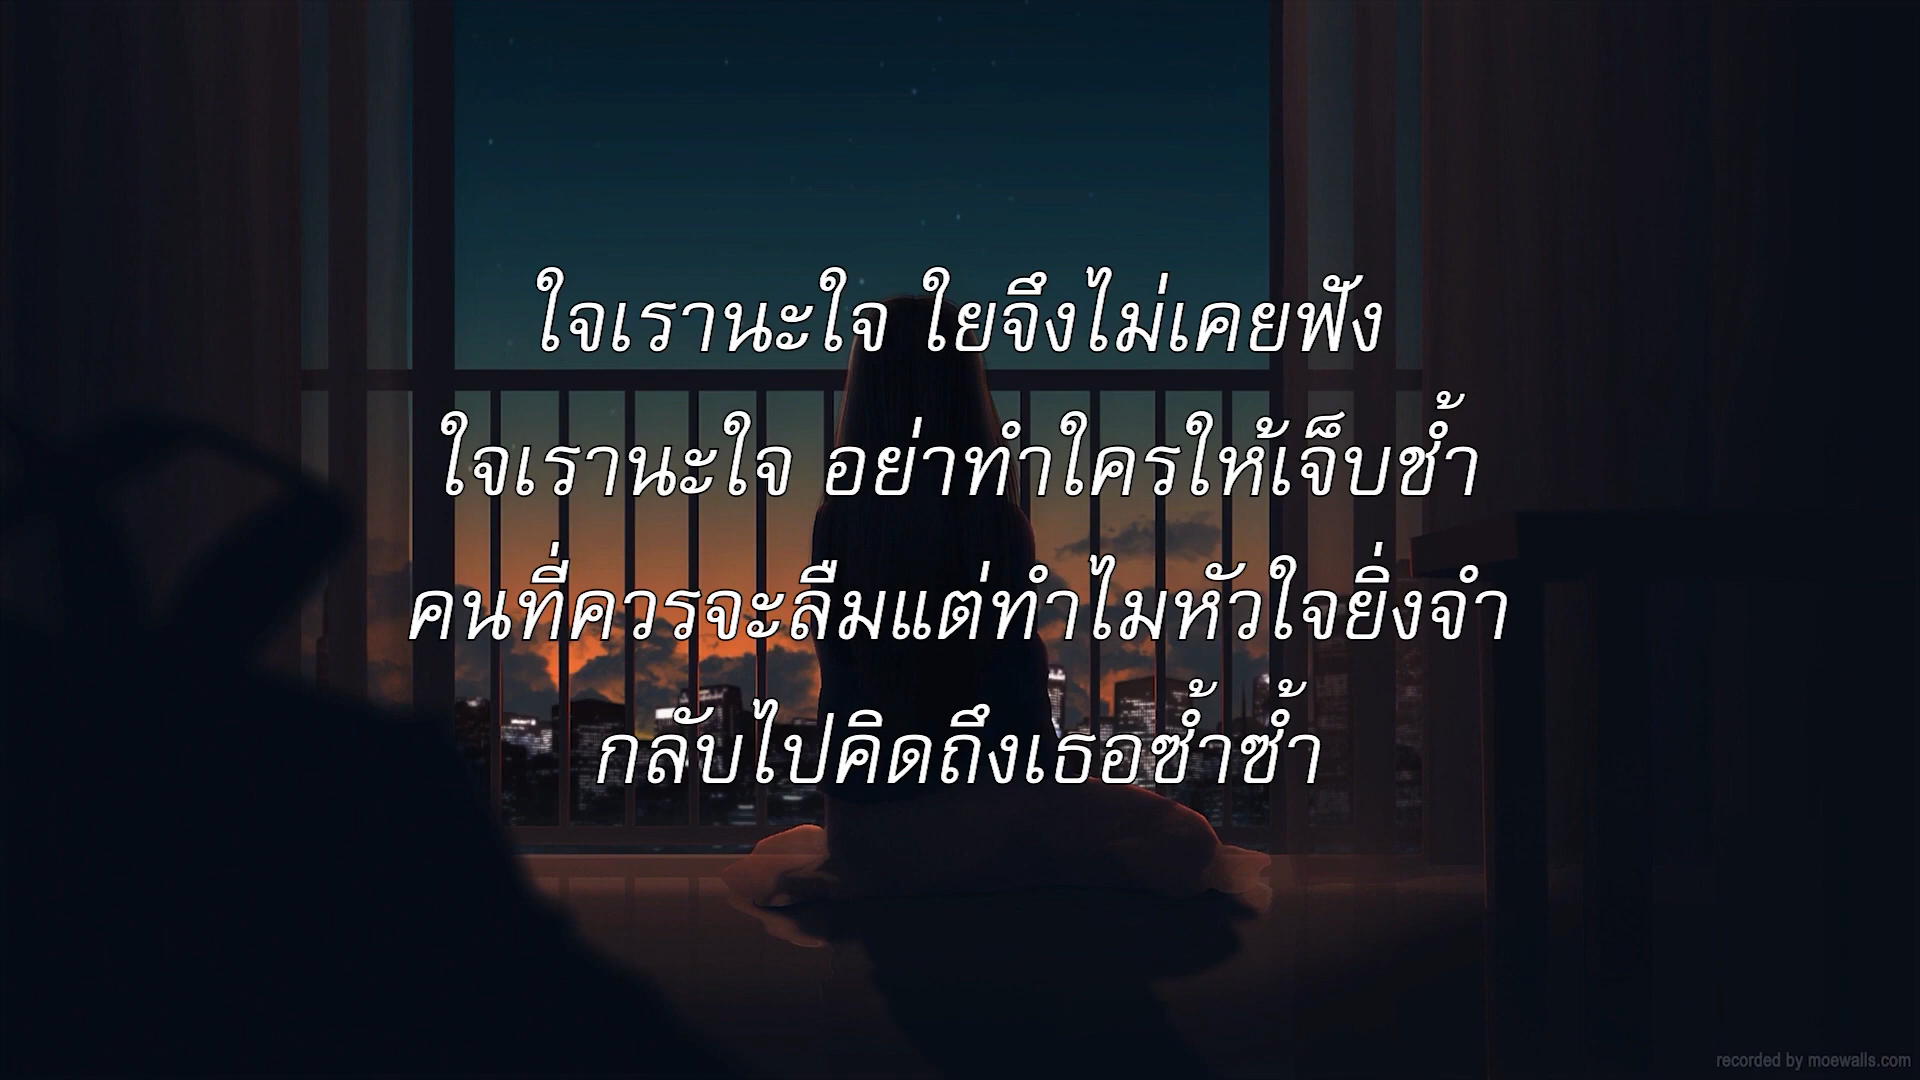 ใจเรานะใจ ใยจึงไม่เคยฟัง
ใจเรานะใจ อย่าทำใครให้เจ็บช้ำ
คนที่ควรจะลืมแต่ทำไมหัวใจยิ่งจำ
กลับไปคิดถึงเธอซ้ำซ้ำ
recorded by moewalls.com